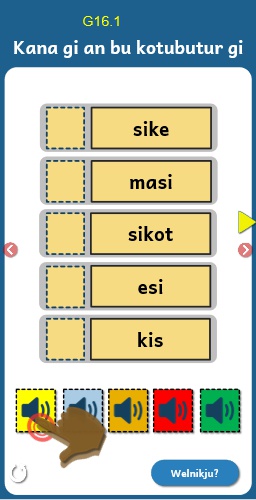 G16.1
Kana gi an bu kotubutur gi
sike
masi
sikot
esi
kis
Welnikju?